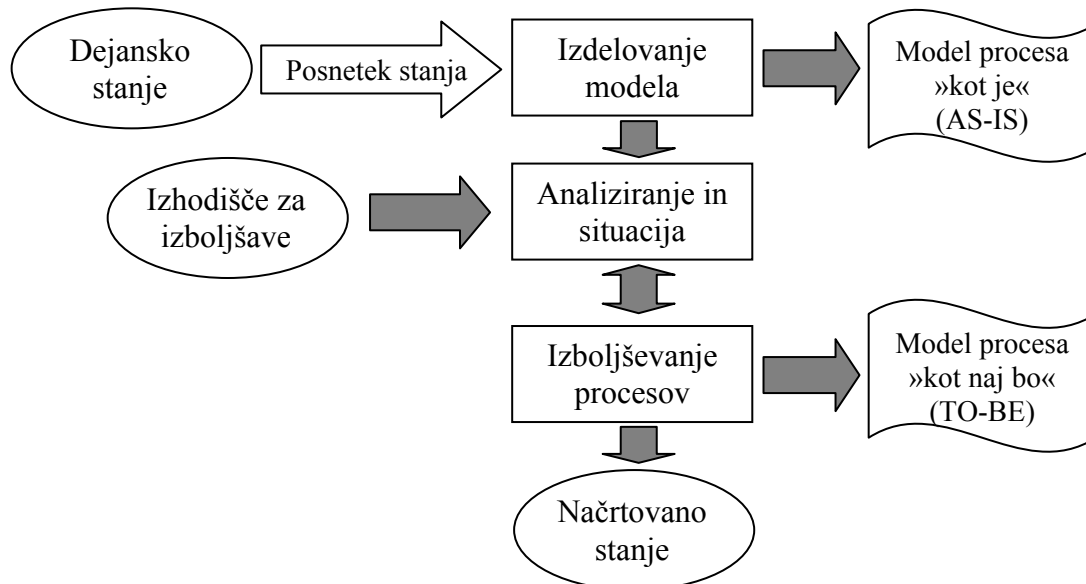 Dejansko
stanje
Posnetek stanja
Izdelovanje
modela
Model procesa
»kot je«
(AS-IS)
Izhodišče za
izboljšave
Analiziranje in
situacija
Izboljševanje
procesov
Model procesa
»kot naj bo«
(TO-BE)
Načrtovano
stanje